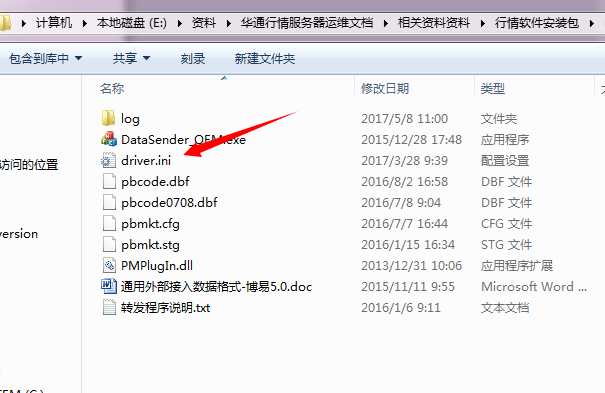 计算机 本地磁盘 (E:) 资料 华通行情服务器运维文档 相关资料资料 行情软件安装包
包含到库中 共享 刻录 新建文件夹
名称 修改日期 类型
log 2017/5/8 11:00 文件夹
DataSender_OEM.exe 2015/12/28 17:48 应用程序
访问的位置 driver.ini 2017/3/28 9:39 配置设置
pbcode.dbf 2016/8/2 16:58 DBF 文件
pbcode0708.dbf 2016/7/8 9:04 DBF 文件
version pbmkt.cfg 2016/7/7 16:44 CFG 文件
pbmkt.stg 2016/1/15 16:34 STG 文件
PMPlugIn.dll 2013/12/31 10:06 应用程序扩展
通用外部接入数据格式-博易5.0.doc 2015/11/11 9:55 Microsoft Word ...
转发程序说明.txt 2016/1/6 9:11 文本文档